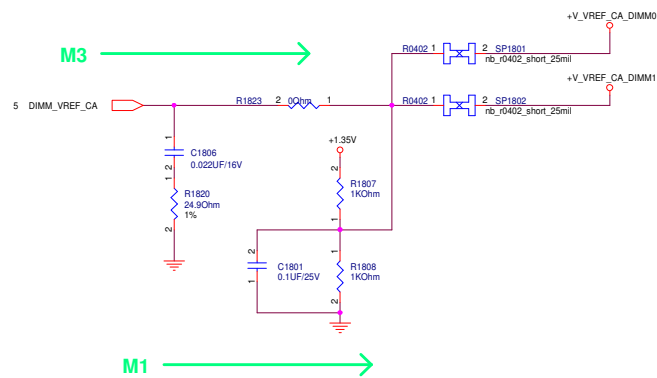 +V_VREF_CA_DIMM0
M3
R0402 1
2 SP1801
nb_r0402_short_25mil
+V_VREF_CA_DIMM1
5 DIMM_VREF_CA
R1823 2 0Ohm 1
R0402 1
2 SP1802
nb_r0402_short_25mil
1
C1806
0.022UF/16V
2
+1.35V
2
R1807
1KOhm
1
1
R1820
24.9Ohm
1%
2
2
C1801
0.1UF/25V
1
1
R1808
1KOhm
2
M1